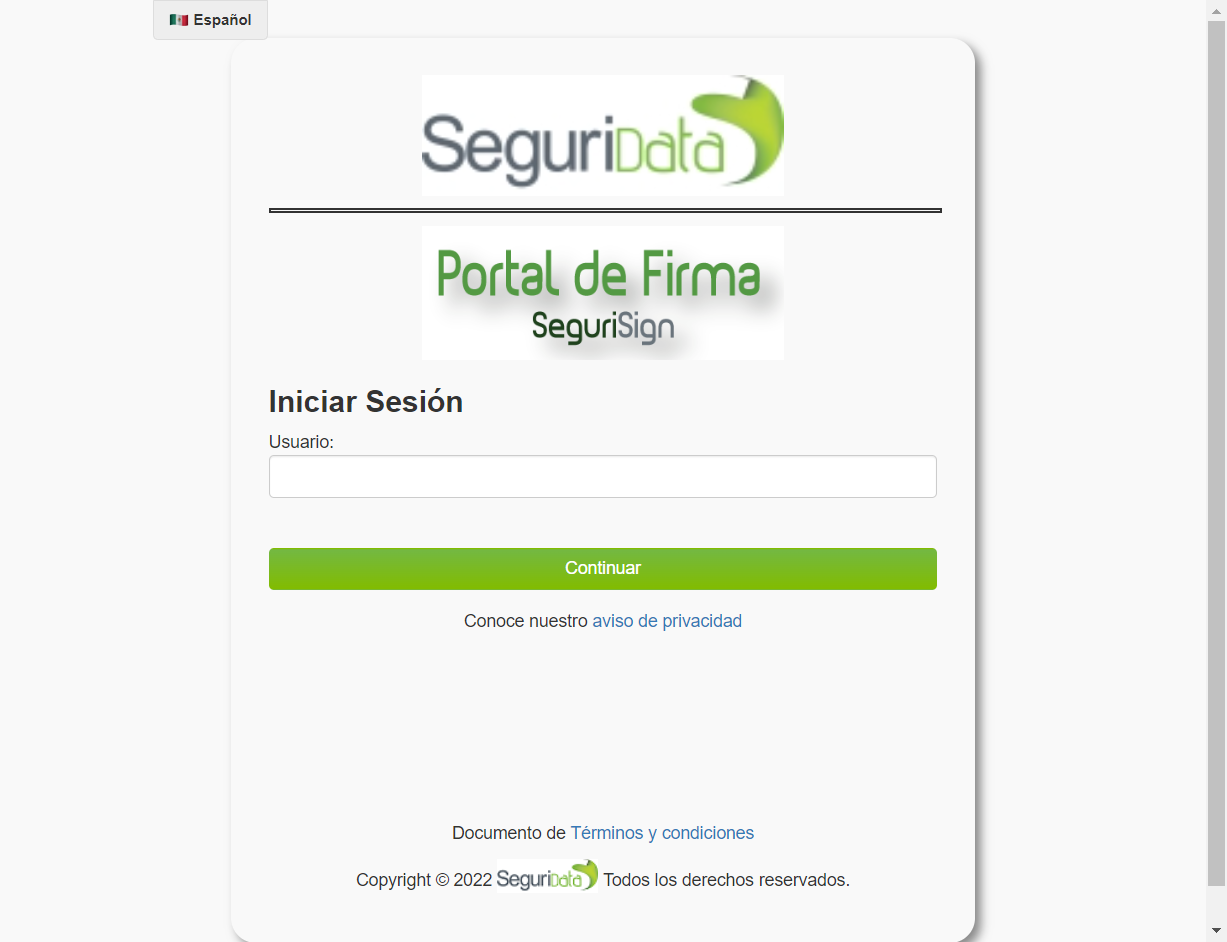 Español
SeguriData
Portal de Firma
SeguriSign
Iniciar Sesión
Usuario:
Continuar
Conoce nuestro aviso de privacidad
Documento de Términos y condiciones
Copyright © 2022 SeguriData Todos los derechos reservados.